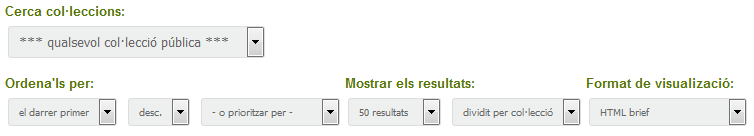 Cerca col·leccions:
*** qualsevol col·lecció pública ***
Ordena'ls per: Mostrar els resultats: Format de visualizació:
el darrer primer desc. - o prioritzar per - 50 resultats dividit per col·lecció HTML brief